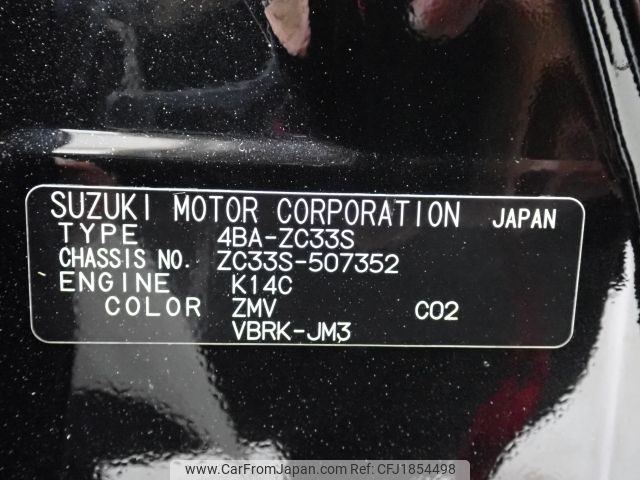 SUZUKI MOTOR CORPORATION JAPAN
TYPE 4BA-ZC33S
CHASSIS NO. ZC33S-507352
ENGINE K14C
COLOR ZMV C02
VBRK-JM3
www.CarFromJapan.com Ref No: CFJ1854498